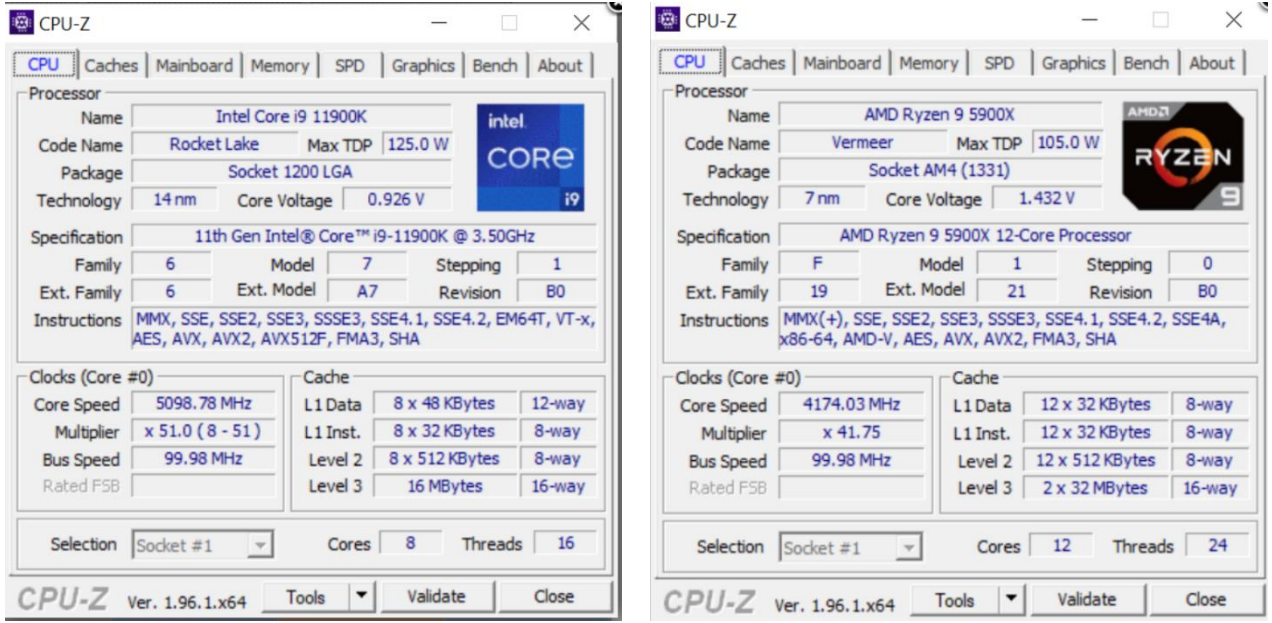 CPU-Z
CPU Caches Mainboard Memory SPD Graphics Bench About
Processor
Name Intel Core i9 11900K
Code Name Rocket Lake Max TDP 125.0 W
Package Socket 1200 LGA
Technology 14 nm Core Voltage 0.926 V
intel
CORE
i9
Specification 11th Gen Intel® Core™ i9-11900K @ 3.50GHz
Family 6 Model 7 Stepping 1
Ext. Family 6 Ext. Model A7 Revision B0
Instructions MMX, SSE, SSE2, SSE3, SSSE3, SSE4.1, SSE4.2, EM64T, VT-x,
AES, AVX, AVX2, AVX512F, FMA3, SHA
Clocks (Core #0)
Core Speed 5098.78 MHz
Multiplier x 51.0 ( 8 - 51 )
Bus Speed 99.98 MHz
Rated FSB
Cache
L1 Data 8 x 48 KBytes 12-way
L1 Inst. 8 x 32 KBytes 8-way
Level 2 8 x 512 KBytes 8-way
Level 3 16 MBytes 16-way
Selection Socket #1 Cores 8 Threads 16
CPU-Z Ver. 1.96.1.x64 Tools Validate Close
CPU-Z
CPU Caches Mainboard Memory SPD Graphics Bench About
Processor
Name AMD Ryzen 9 5900X
Code Name Vermeer Max TDP 105.0 W
Package Socket AM4 (1331)
Technology 7 nm Core Voltage 1.432 V
AMD
RYZEN
9
Specification AMD Ryzen 9 5900X 12-Core Processor
Family F Model 1 Stepping 0
Ext. Family 19 Ext. Model 21 Revision B0
Instructions MMX(+), SSE, SSE2, SSE3, SSSE3, SSE4.1, SSE4.2, SSE4A,
x86-64, AMD-V, AES, AVX, AVX2, FMA3, SHA
Clocks (Core #0)
Core Speed 4174.03 MHz
Multiplier x 41.75
Bus Speed 99.98 MHz
Rated FSB
Cache
L1 Data 12 x 32 KBytes 8-way
L1 Inst. 12 x 32 KBytes 8-way
Level 2 12 x 512 KBytes 8-way
Level 3 2 x 32 MBytes 16-way
Selection Socket #1 Cores 12 Threads 24
CPU-Z Ver. 1.96.1.x64 Tools Validate Close